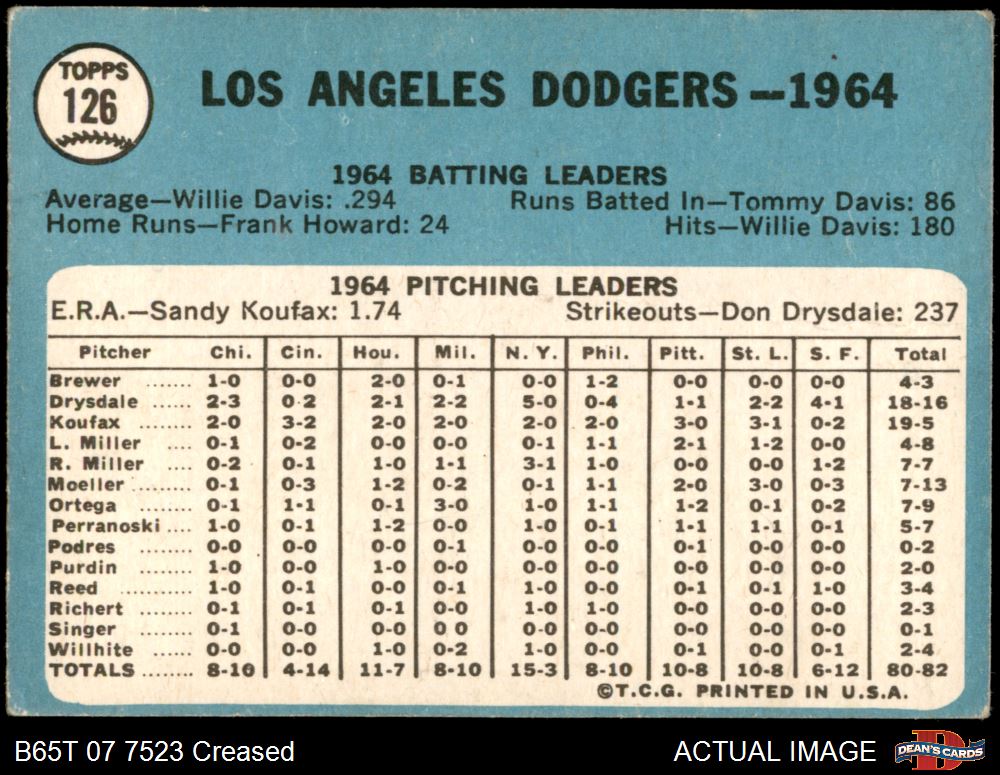 TOPPS
126
LOS ANGELES DODGERS—1964
1964 BATTING LEADERS
Average—Willie Davis: .294 Runs Batted In—Tommy Davis: 86
Home Runs—Frank Howard: 24 Hits—Willie Davis: 180
1964 PITCHING LEADERS
E.R.A.—Sandy Koufax: 1.74 Strikeouts—Don Drysdale: 237
Pitcher Chi. Cin. Hou. Mil. N. Y. Phil. Pitt. St. L. S. F. Total
Brewer ....... 1-0 0-0 2-0 0-1 0-0 1-2 0-0 0-0 0-0 4-3
Drysdale ...... 2-3 0-2 2-1 2-2 5-0 0-4 1-1 2-2 4-1 18-16
Koufax ........ 2-0 3-2 2-0 2-0 2-0 2-0 3-0 3-1 0-2 19-5
L. Miller .... 0-1 0-2 0-0 0-0 0-1 1-1 2-1 1-2 0-0 4-8
R. Miller .... 0-2 0-1 1-0 1-1 3-1 1-0 0-0 0-0 1-2 7-7
Moeller ......... 0-1 0-3 1-2 0-2 0-1 1-1 2-0 3-0 0-3 7-13
Ortega ......... 0-1 1-1 0-1 3-0 1-0 1-1 1-2 0-1 0-2 7-9
Perranoski .... 1-0 0-1 1-2 0-0 1-0 0-1 1-1 1-1 0-1 5-7
Podres ........ 0-0 0-0 0-0 0-1 0-0 0-0 0-1 0-0 0-0 0-2
Purdin ........ 0-0 0-0 1-0 0-0 1-0 0-0 0-0 0-0 0-0 2-0
Reed ........... 1-0 0-1 0-0 0-0 1-0 0-0 0-1 0-1 1-0 3-4
Richert ........ 0-1 0-1 0-1 0-0 1-0 1-0 0-0 0-0 0-0 2-3
Singer ........ 0-1 0-0 0-0 0 0 0-0 0-0 0-0 0-0 0-0 0-1
Willhite ....... 0-0 0-0 1-0 0-2 1-0 0-0 0-1 0-0 0-1 2-4
TOTALS ........ 8-10 4-14 11-7 8-10 15-3 8-10 10-8 10-8 6-12 80-82
©T.C.G. PRINTED IN U.S.A.
B65T 07 7523 Creased ACTUAL IMAGE DEAN'S CARDS